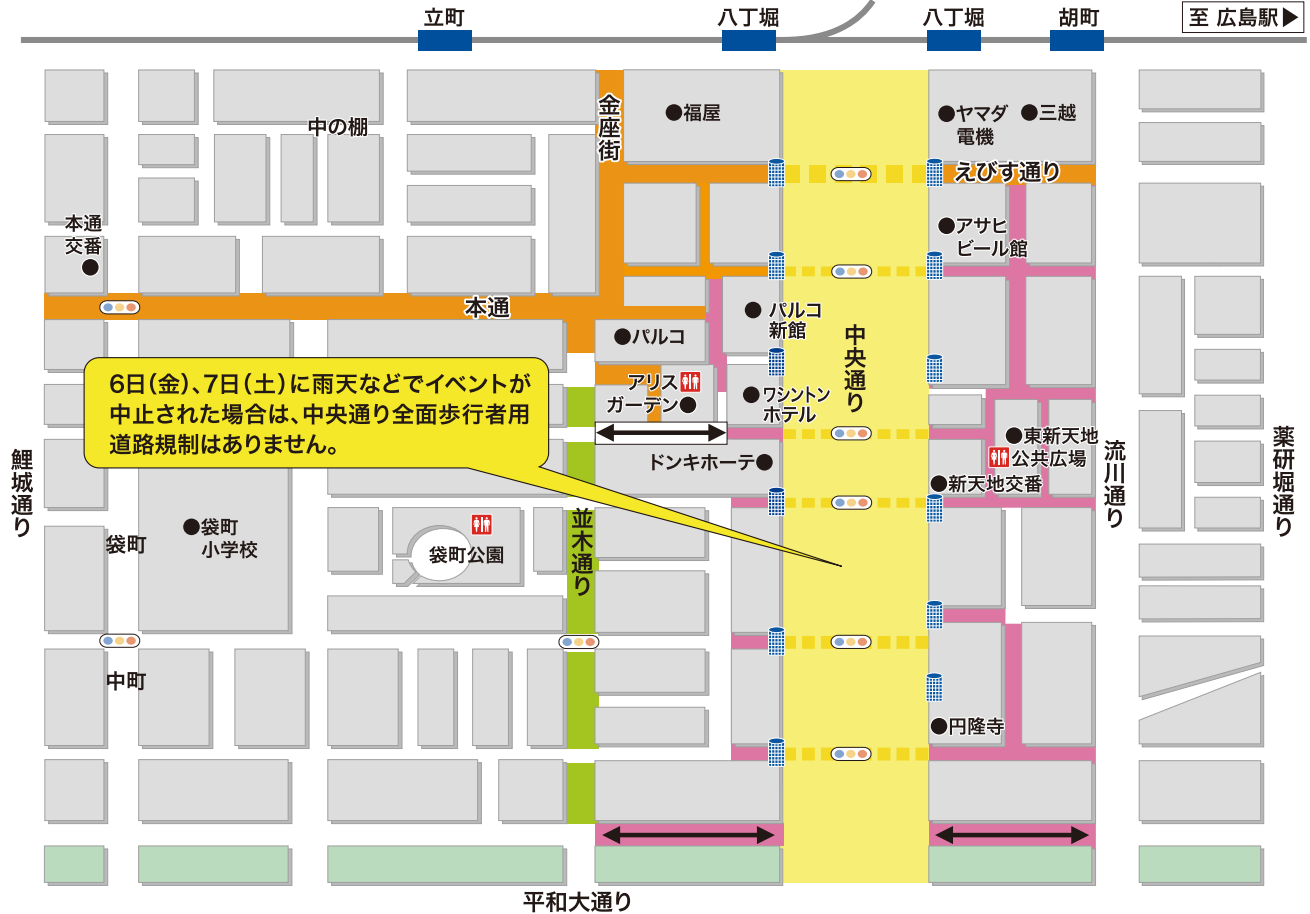 立町
八丁堀
八丁堀
胡町
至 広島駅▶
金座街
●福屋
●ヤマダ
電機
●三越
中の棚
えびす通り
本通
交番
●アサヒ
ビール館
本通
●パルコ
●パルコ
新館
中央通り
6日(金)、7日(土)に雨天などでイベントが
中止された場合は、中央通り全面歩行者用
道路規制はありません。
アリス
ガーデン●
●ワシントン
ホテル
ドンキホーテ●
●東新天地
公共広場
●新天地交番
鯉城通り
流川通り
薬研堀通り
袋町
●袋町
小学校
袋町公園
並木通り
中町
●円隆寺
平和大通り